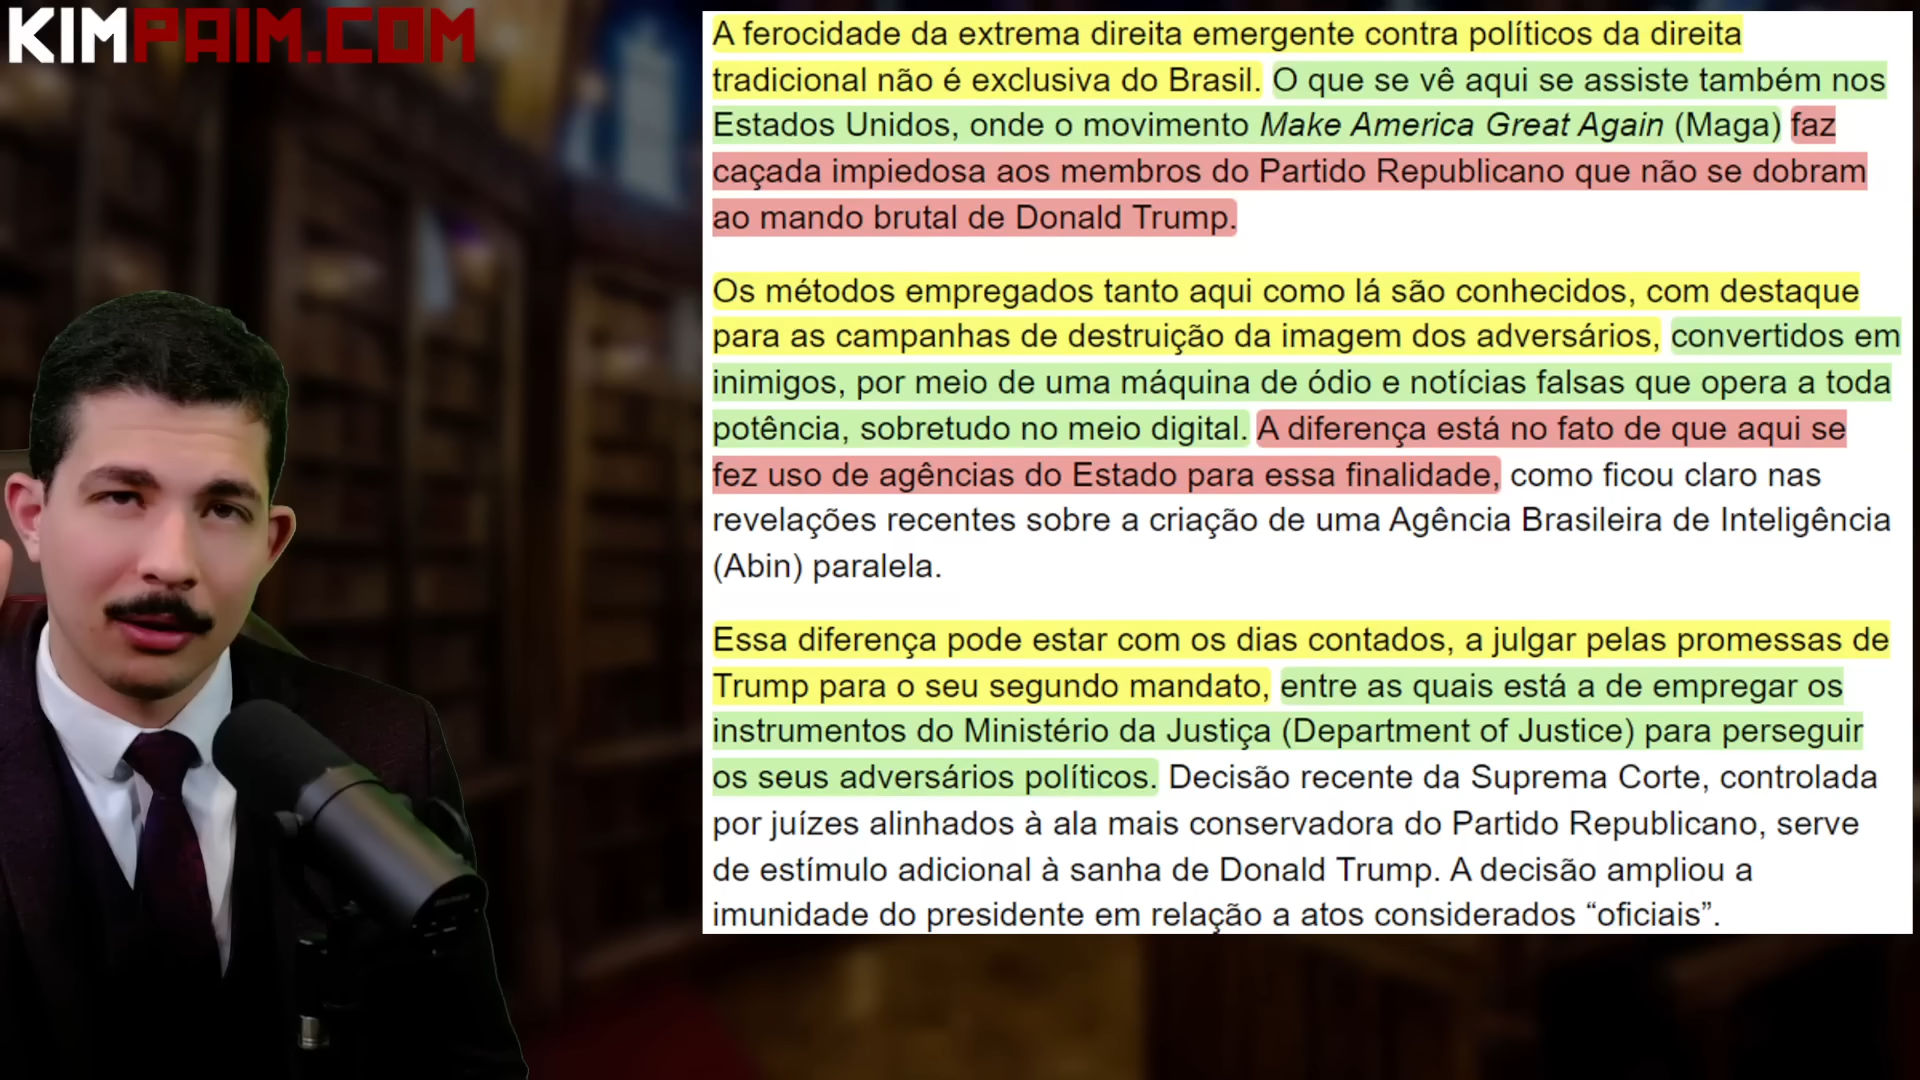 KIMPAIM.COM
A ferocidade da extrema direita emergente contra políticos da direita
tradicional não é exclusiva do Brasil. O que se vê aqui se assiste também nos
Estados Unidos, onde o movimento Make America Great Again (Maga) faz
caçada impiedosa aos membros do Partido Republicano que não se dobram
ao mando brutal de Donald Trump.
Os métodos empregados tanto aqui como lá são conhecidos, com destaque
para as campanhas de destruição da imagem dos adversários, convertidos em
inimigos, por meio de uma máquina de ódio e notícias falsas que opera a toda
potência, sobretudo no meio digital. A diferença está no fato de que aqui se
fez uso de agências do Estado para essa finalidade, como ficou claro nas
revelações recentes sobre a criação de uma Agência Brasileira de Inteligência
(Abin) paralela.
Essa diferença pode estar com os dias contados, a julgar pelas promessas de
Trump para o seu segundo mandato, entre as quais está a de empregar os
instrumentos do Ministério da Justiça (Department of Justice) para perseguir
os seus adversários políticos. Decisão recente da Suprema Corte, controlada
por juízes alinhados à ala mais conservadora do Partido Republicano, serve
de estímulo adicional à sanha de Donald Trump. A decisão ampliou a
imunidade do presidente em relação a atos considerados “oficiais”.